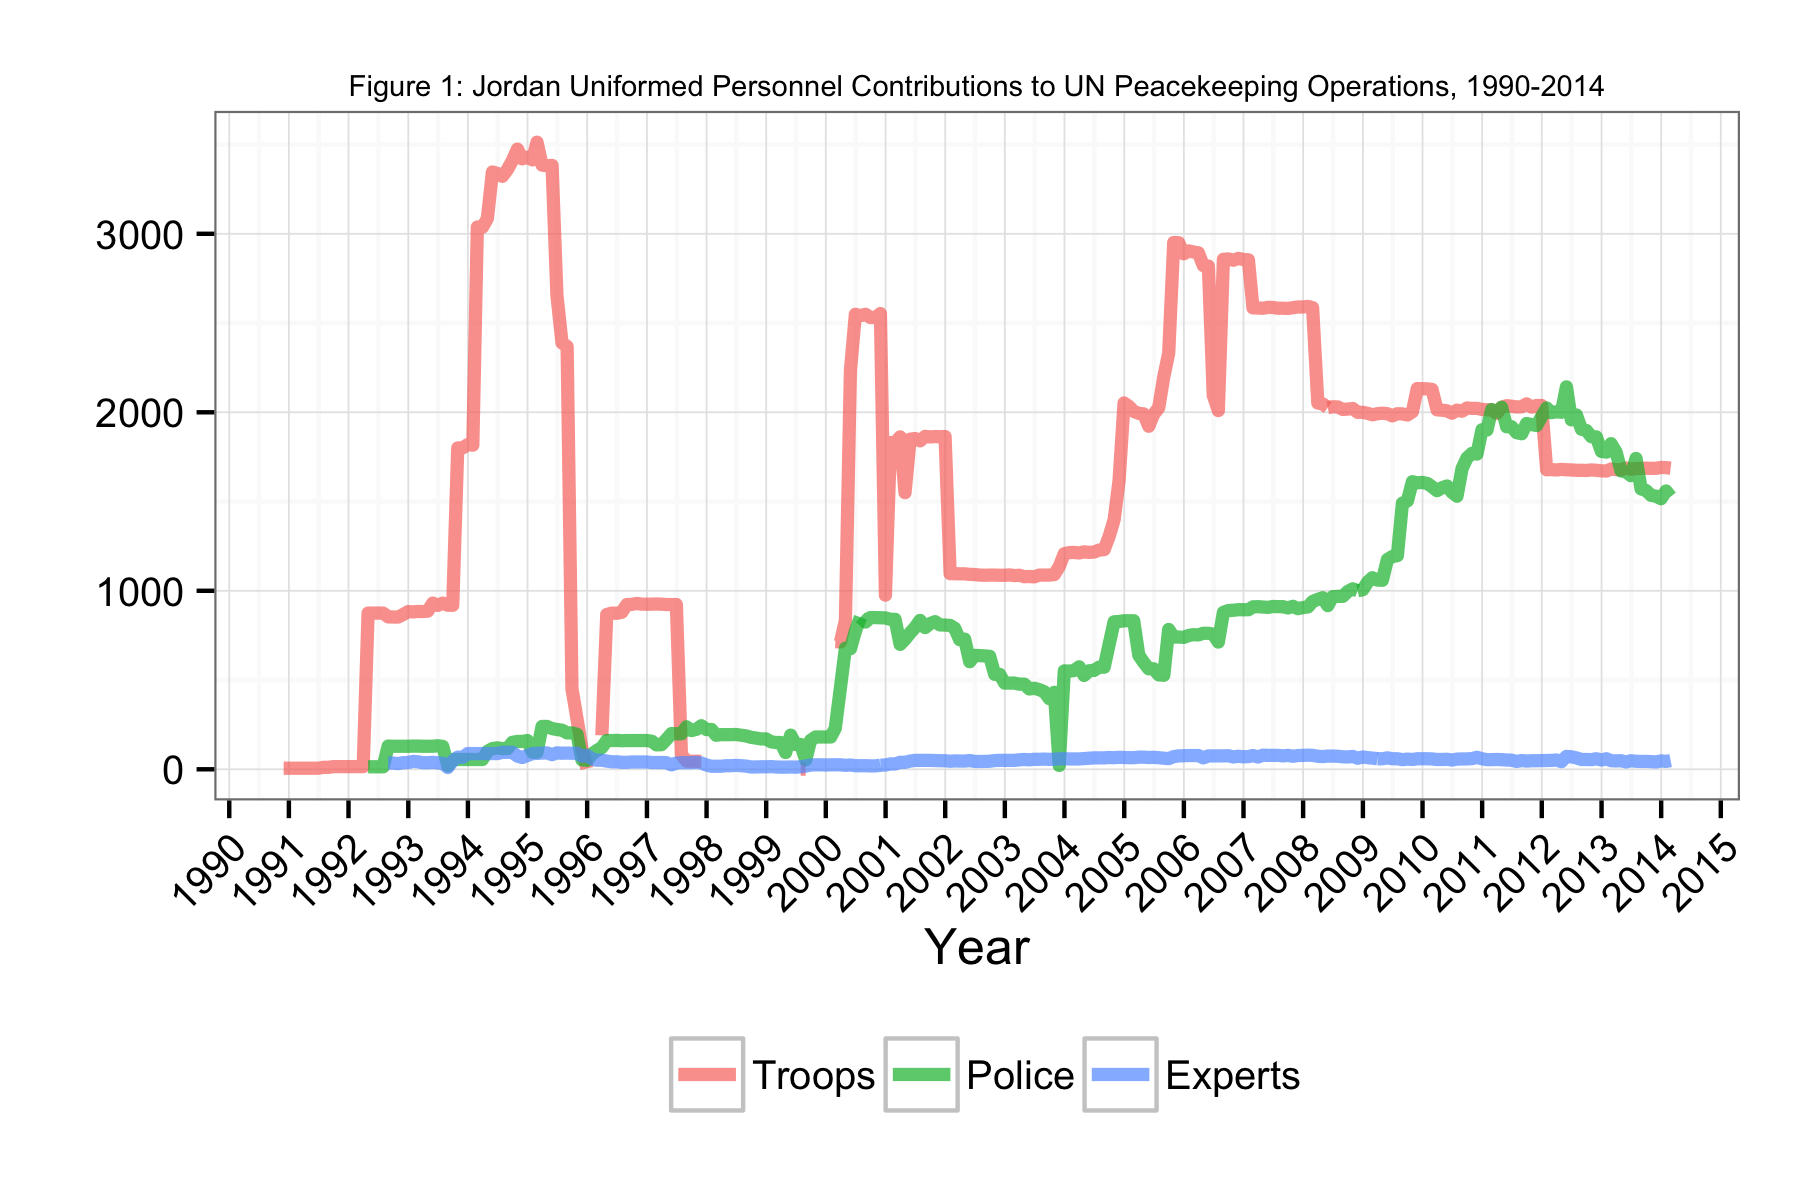 Figure 1: Jordan Uniformed Personnel Contributions to UN Peacekeeping Operations, 1990-2014
3000
2000
1000
0
1990 1991 1992 1993 1994 1995 1996 1997 1998 1999 2000 2001 2002 2003 2004 2005 2006 2007 2008 2009 2010 2011 2012 2013 2014 2015
Year
Troops Police Experts